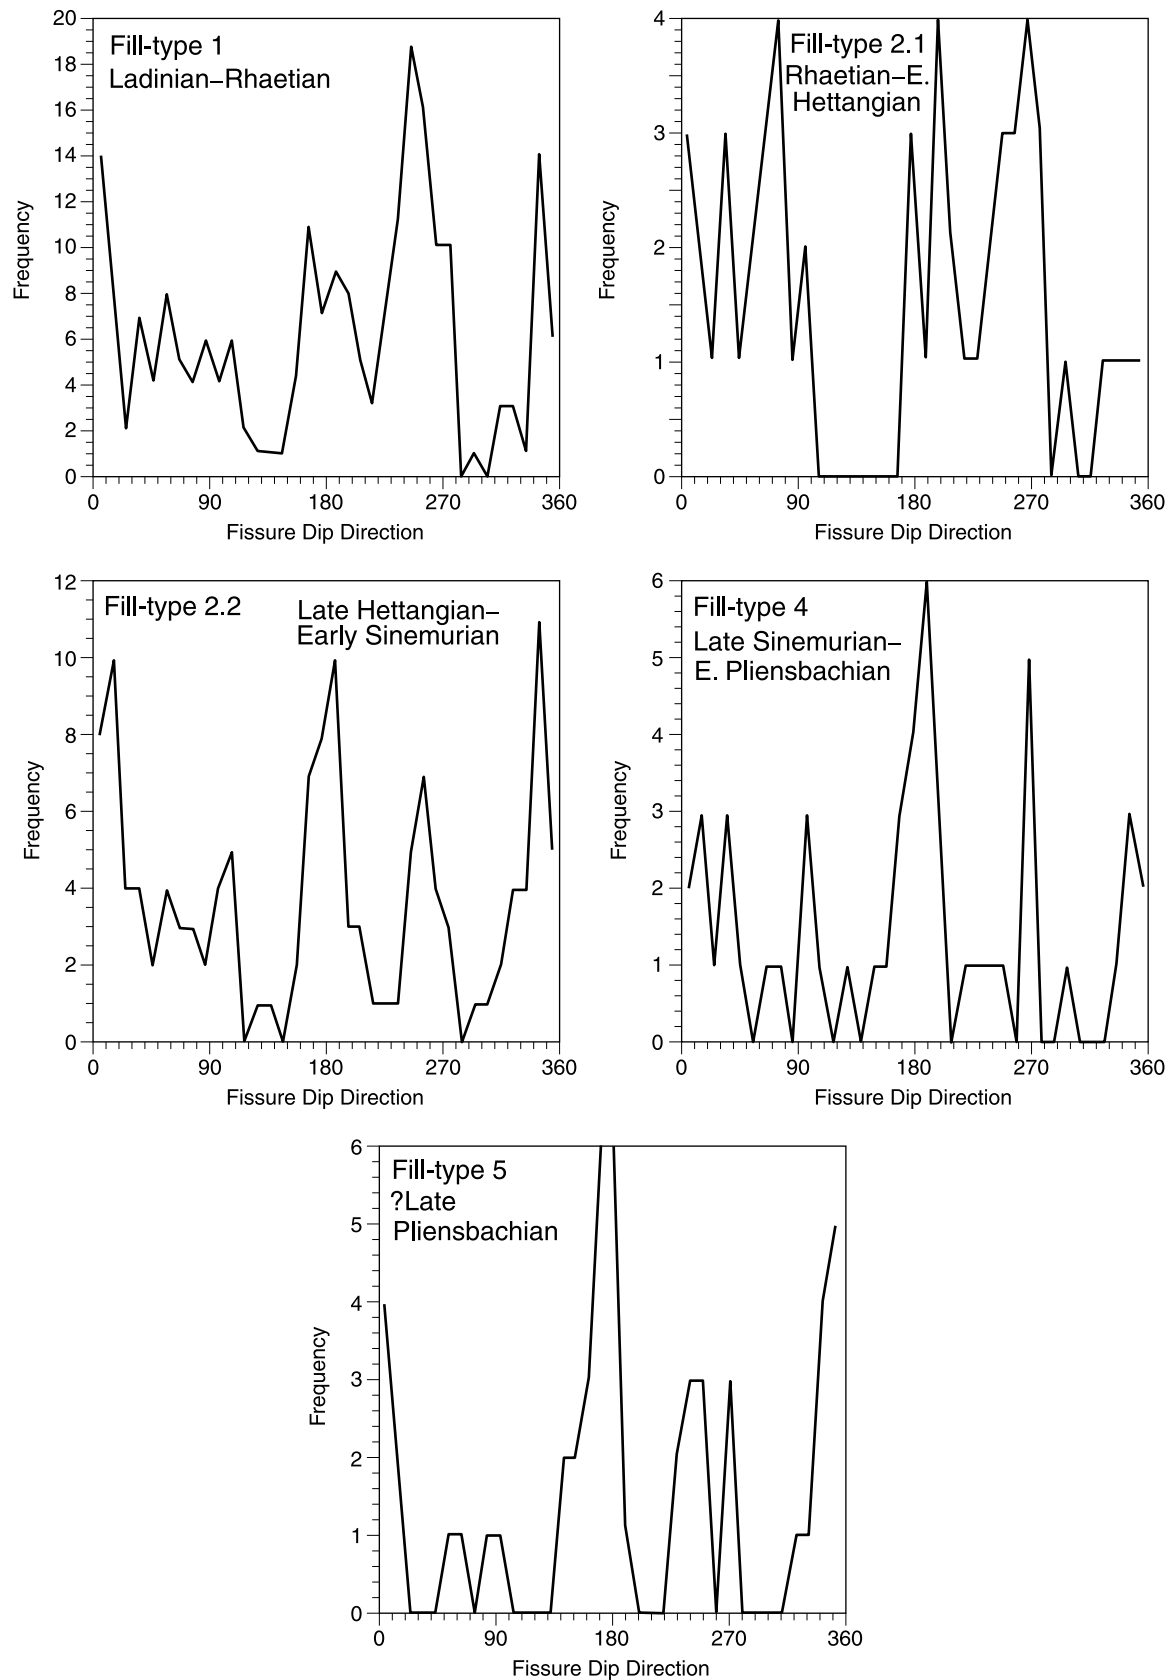 Fill-type 1
Ladinian–Rhaetian
20
18
16
14
12
10
8
6
4
2
0
Frequency
0 90 180 270 360
Fissure Dip Direction
Fill-type 2.1
Rhaetian–E.
Hettangian
4
3
2
1
0
Frequency
0 90 180 270 360
Fissure Dip Direction
Fill-type 2.2
Late Hettangian–
Early Sinemurian
12
10
8
6
4
2
0
Frequency
0 90 180 270 360
Fissure Dip Direction
Fill-type 4
Late Sinemurian–
E. Pliensbachian
6
5
4
3
2
1
0
Frequency
0 90 180 270 360
Fissure Dip Direction
Fill-type 5
?Late
Pliensbachian
6
5
4
3
2
1
0
Frequency
0 90 180 270 360
Fissure Dip Direction